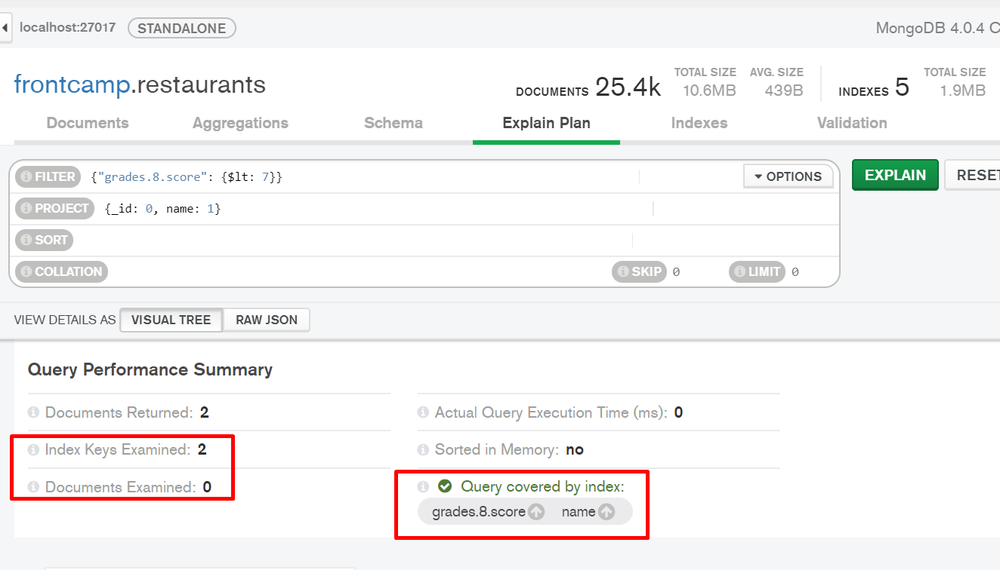 localhost:27017 STANDALONE MongoDB 4.0.4 C
frontcamp.restaurants
DOCUMENTS 25.4k TOTAL SIZE 10.6MB AVG. SIZE 439B INDEXES 5 TOTAL SIZE 1.9MB
Documents Aggregations Schema Explain Plan Indexes Validation
FILTER {"grades.8.score": {$lt: 7}} OPTIONS EXPLAIN RESET
PROJECT {_id: 0, name: 1}
SORT
COLLATION SKIP 0 LIMIT 0
VIEW DETAILS AS VISUAL TREE RAW JSON
Query Performance Summary
Documents Returned: 2 Actual Query Execution Time (ms): 0
Index Keys Examined: 2 Sorted in Memory: no
Documents Examined: 0 Query covered by index:
grades.8.score name